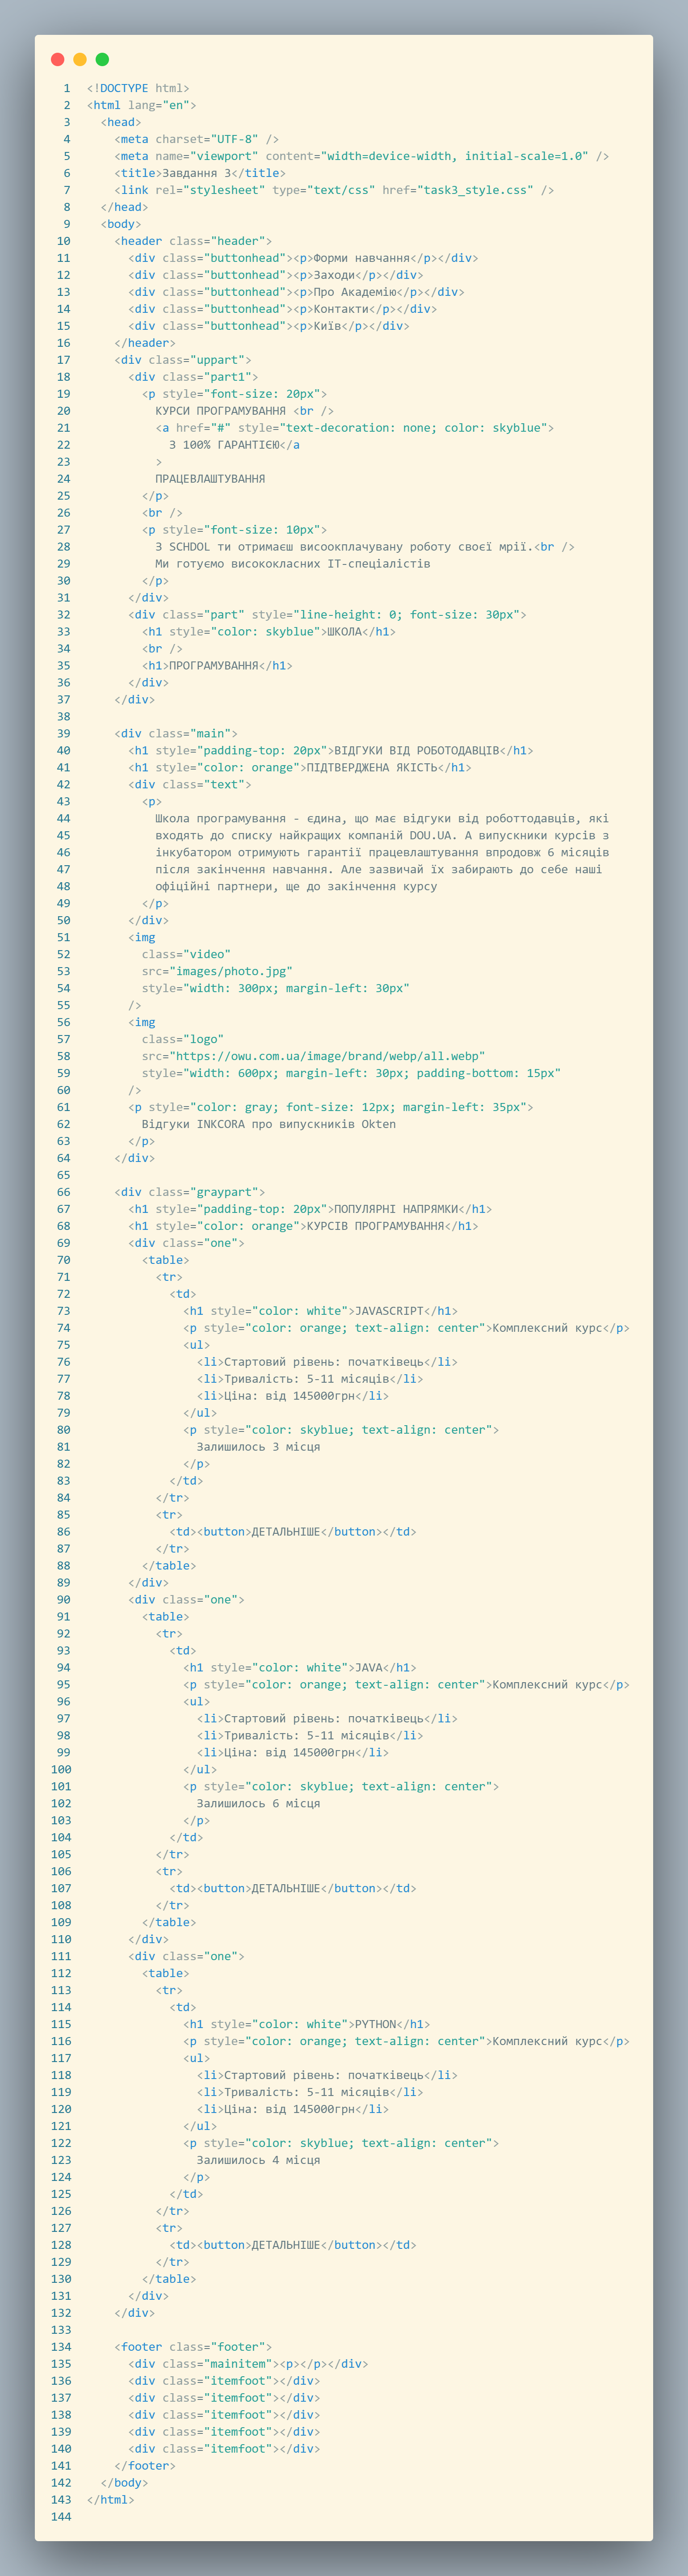 1 <!DOCTYPE html>
2 <html lang="en">
3   <head>
4     <meta charset="UTF-8" />
5     <meta name="viewport" content="width=device-width, initial-scale=1.0" />
6     <title>Завдання 3</title>
7     <link rel="stylesheet" type="text/css" href="task3_style.css" />
8   </head>
9   <body>
10     <header class="header">
11       <div class="buttonhead"><p>Форми навчання</p></div>
12       <div class="buttonhead"><p>Заходи</p></div>
13       <div class="buttonhead"><p>Про Академію</p></div>
14       <div class="buttonhead"><p>Контакти</p></div>
15       <div class="buttonhead"><p>Київ</p></div>
16     </header>
17     <div class="uppart">
18       <div class="part1">
19         <p style="font-size: 20px">
20           КУРСИ ПРОГРАМУВАННЯ <br />
21           <a href="#" style="text-decoration: none; color: skyblue">
22             З 100% ГАРАНТІЄЮ</a
23           >
24           ПРАЦЕВЛАШТУВАННЯ
25         </p>
26         <br />
27         <p style="font-size: 10px">
28           З SCHDOL ти отримаєш висоокплачувану роботу своєї мрії.<br />
29           Ми готуємо висококласних IT-спеціалістів
30         </p>
31       </div>
32       <div class="part" style="line-height: 0; font-size: 30px">
33         <h1 style="color: skyblue">ШКОЛА</h1>
34         <br />
35         <h1>ПРОГРАМУВАННЯ</h1>
36       </div>
37     </div>
38
39     <div class="main">
40       <h1 style="padding-top: 20px">ВІДГУКИ ВІД РОБОТОДАВЦІВ</h1>
41       <h1 style="color: orange">ПІДТВЕРДЖЕНА ЯКІСТЬ</h1>
42       <div class="text">
43         <p>
44           Школа програмування - єдина, що має відгуки від роботтодавців, які
45           входять до списку найкращих компаній DOU.UA. А випускники курсів з
46           інкубатором отримують гарантії працевлаштування впродовж 6 місяців
47           після закінчення навчання. Але зазвичай їх забирають до себе наші
48           офіційні партнери, ще до закінчення курсу
49         </p>
50       </div>
51       <img
52         class="video"
53         src="images/photo.jpg"
54         style="width: 300px; margin-left: 30px"
55       />
56       <img
57         class="logo"
58         src="https://owu.com.ua/image/brand/webp/all.webp"
59         style="width: 600px; margin-left: 30px; padding-bottom: 15px"
60       />
61       <p style="color: gray; font-size: 12px; margin-left: 35px">
62         Відгуки INKCORA про випускників Okten
63       </p>
64     </div>
65
66     <div class="graypart">
67       <h1 style="padding-top: 20px">ПОПУЛЯРНІ НАПРЯМКИ</h1>
68       <h1 style="color: orange">КУРСІВ ПРОГРАМУВАННЯ</h1>
69       <div class="one">
70         <table>
71           <tr>
72             <td>
73               <h1 style="color: white">JAVASCRIPT</h1>
74               <p style="color: orange; text-align: center">Комплексний курс</p>
75               <ul>
76                 <li>Стартовий рівень: початківець</li>
77                 <li>Тривалість: 5-11 місяців</li>
78                 <li>Ціна: від 145000грн</li>
79               </ul>
80               <p style="color: skyblue; text-align: center">
81                 Залишилось 3 місця
82               </p>
83             </td>
84           </tr>
85           <tr>
86             <td><button>ДЕТАЛЬНІШЕ</button></td>
87           </tr>
88         </table>
89       </div>
90       <div class="one">
91         <table>
92           <tr>
93             <td>
94               <h1 style="color: white">JAVA</h1>
95               <p style="color: orange; text-align: center">Комплексний курс</p>
96               <ul>
97                 <li>Стартовий рівень: початківець</li>
98                 <li>Тривалість: 5-11 місяців</li>
99                 <li>Ціна: від 145000грн</li>
100               </ul>
101               <p style="color: skyblue; text-align: center">
102                 Залишилось 6 місця
103               </p>
104             </td>
105           </tr>
106           <tr>
107             <td><button>ДЕТАЛЬНІШЕ</button></td>
108           </tr>
109         </table>
110       </div>
111       <div class="one">
112         <table>
113           <tr>
114             <td>
115               <h1 style="color: white">PYTHON</h1>
116               <p style="color: orange; text-align: center">Комплексний курс</p>
117               <ul>
118                 <li>Стартовий рівень: початківець</li>
119                 <li>Тривалість: 5-11 місяців</li>
120                 <li>Ціна: від 145000грн</li>
121               </ul>
122               <p style="color: skyblue; text-align: center">
123                 Залишилось 4 місця
124               </p>
125             </td>
126           </tr>
127           <tr>
128             <td><button>ДЕТАЛЬНІШЕ</button></td>
129           </tr>
130         </table>
131       </div>
132     </div>
133
134     <footer class="footer">
135       <div class="mainitem"><p></p></div>
136       <div class="itemfoot"></div>
137       <div class="itemfoot"></div>
138       <div class="itemfoot"></div>
139       <div class="itemfoot"></div>
140       <div class="itemfoot"></div>
141     </footer>
142   </body>
143 </html>
144